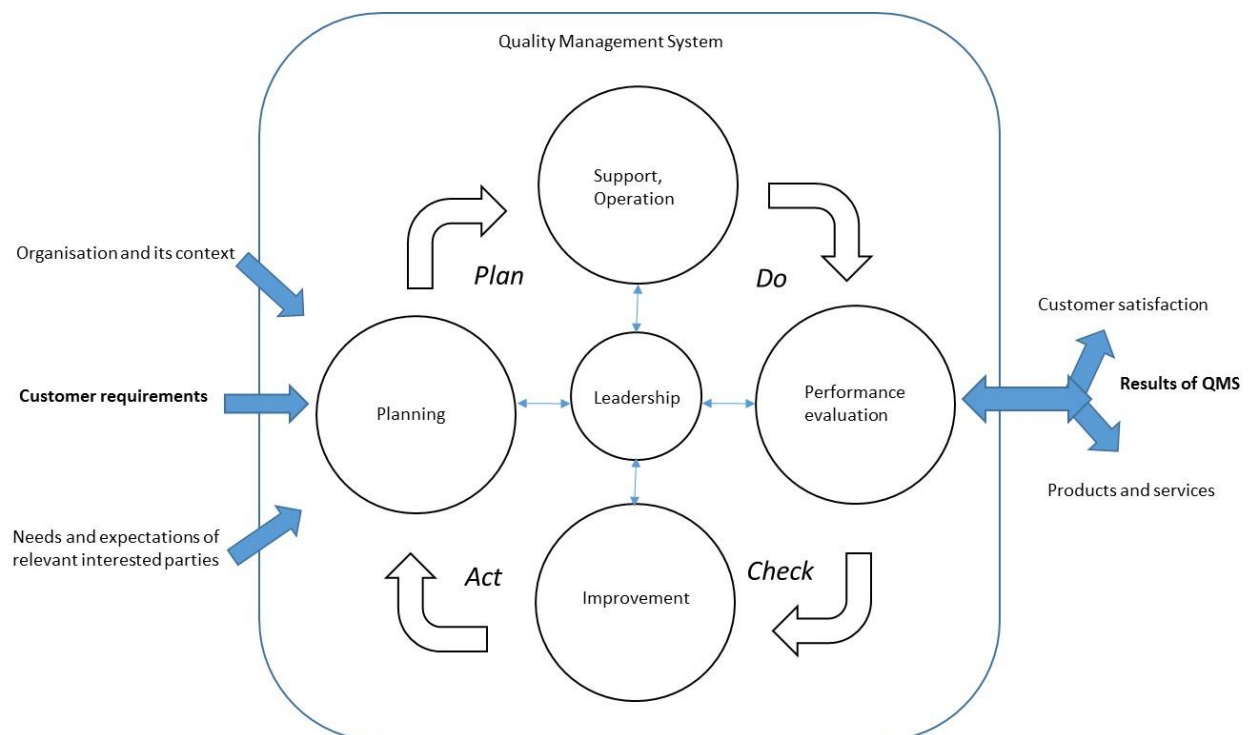 Quality Management System
Support,
Operation
Organisation and its context
Plan
Do
Customer satisfaction
Customer requirements
Planning
Leadership
Performance
evaluation
Results of QMS
Products and services
Needs and expectations of
relevant interested parties
Act
Improvement
Check